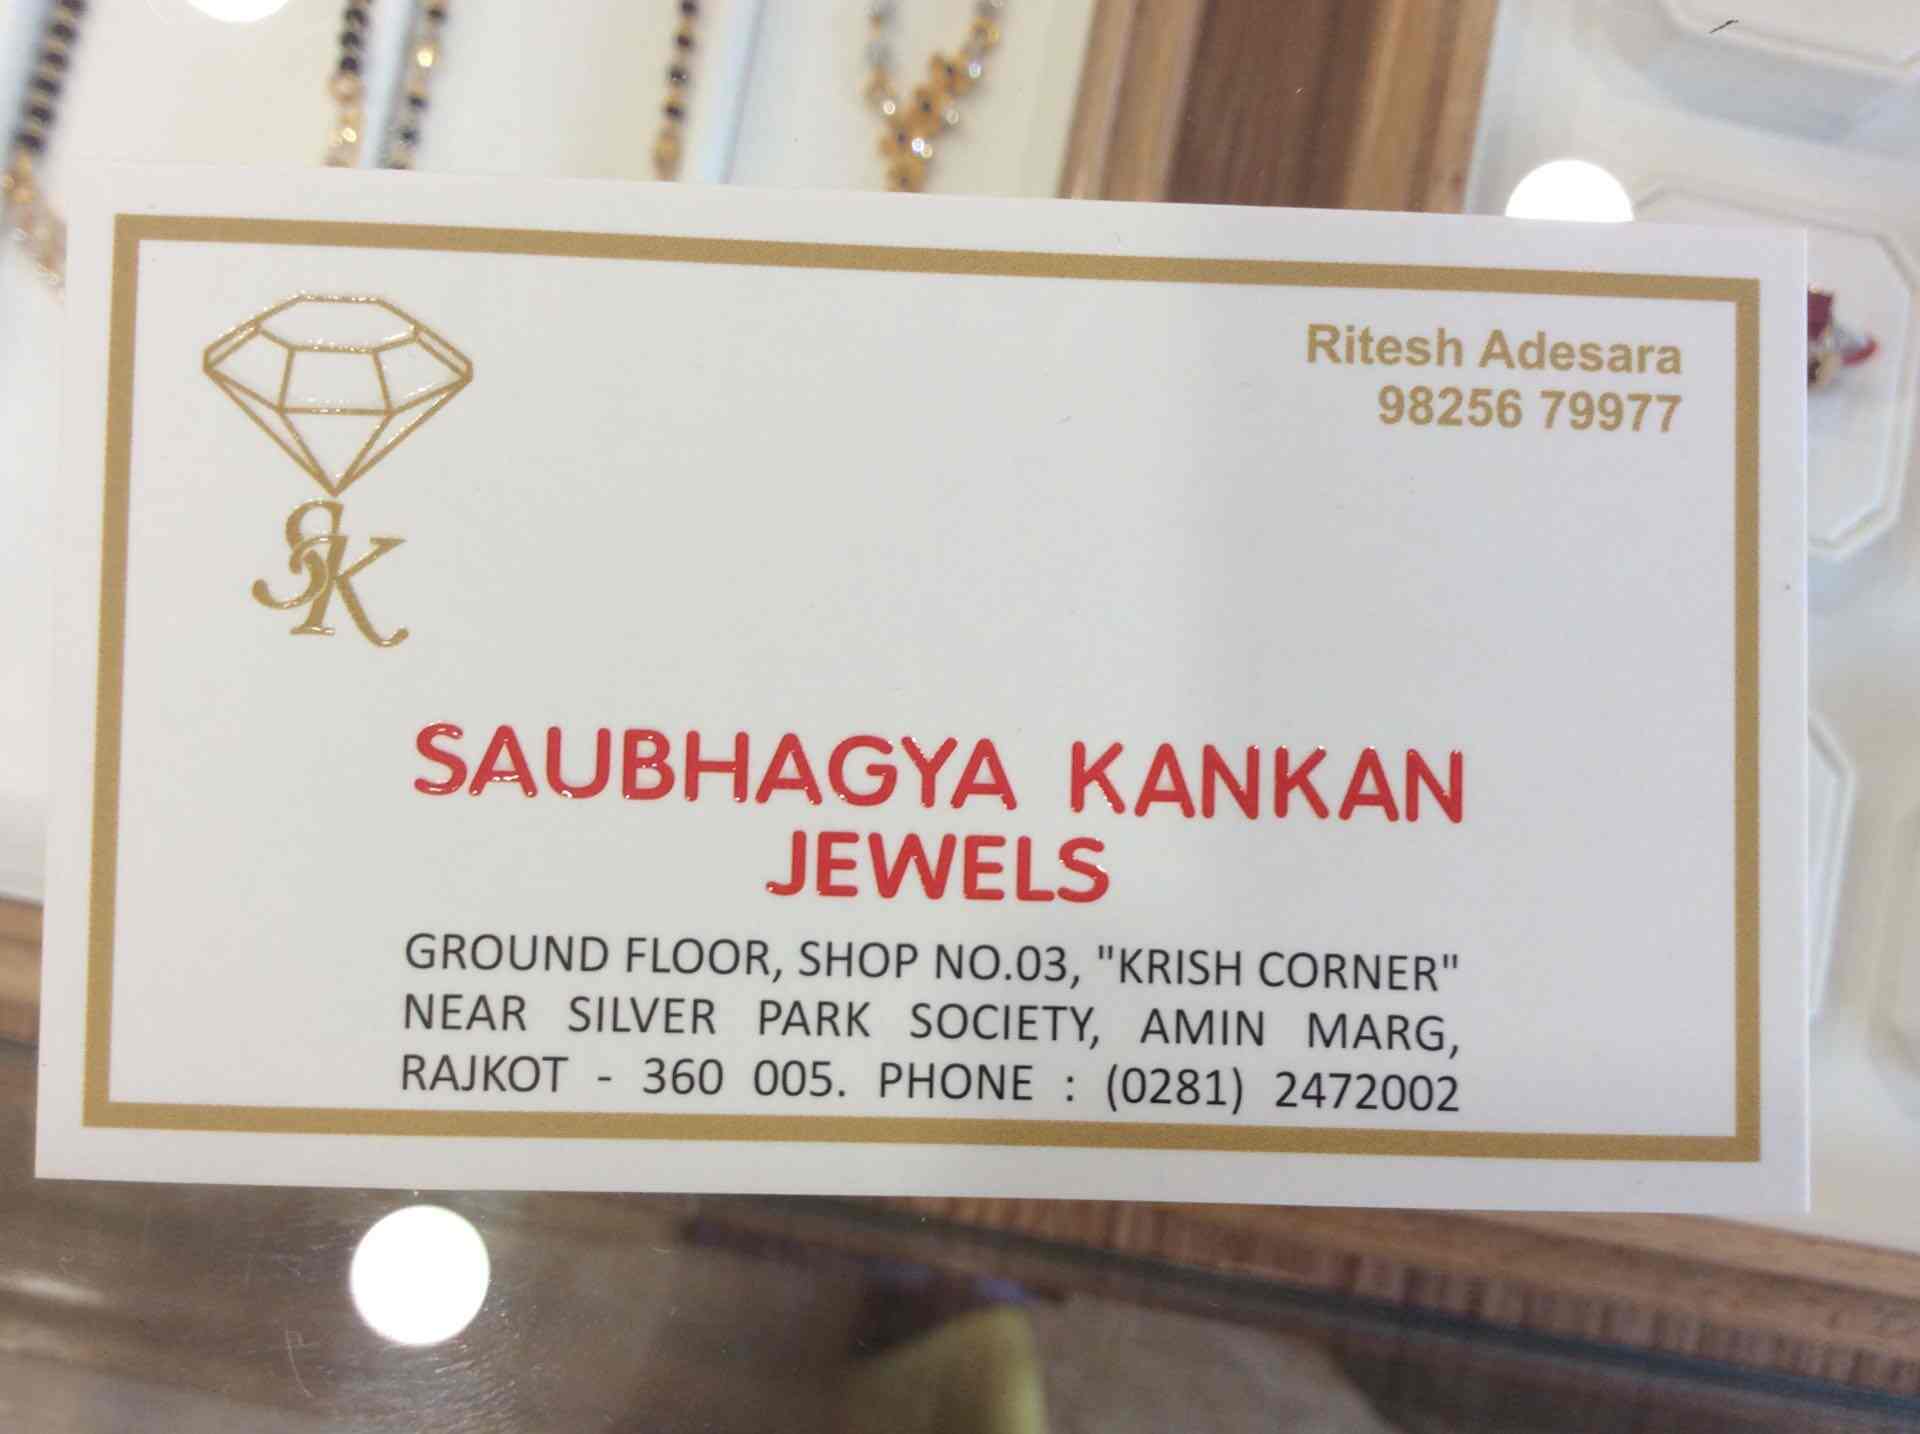 Ritesh Adesara
98256 79977
SK
SAUBHAGYA KANKAN
JEWELS
GROUND FLOOR, SHOP NO.03, "KRISH CORNER"
NEAR SILVER PARK SOCIETY, AMIN MARG,
RAJKOT - 360 005. PHONE : (0281) 2472002